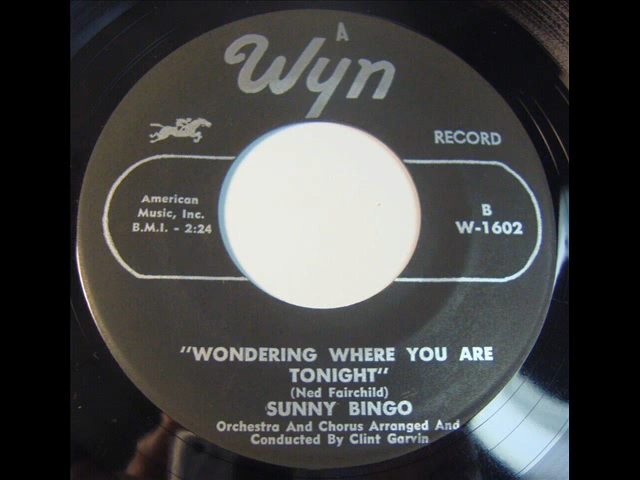 A
Wyn
RECORD
American
Music, Inc.
B.M.I. - 2:24
B
W-1602
"WONDERING WHERE YOU ARE
TONIGHT"
(Ned Fairchild)
SUNNY BINGO
Orchestra And Chorus Arranged And
Conducted By Clint Garvin